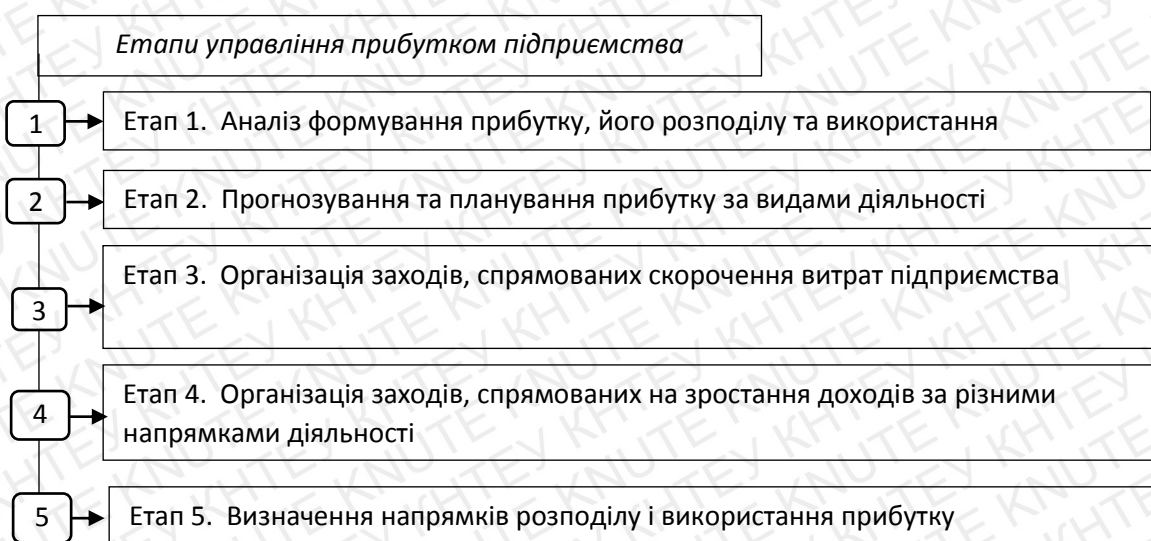 Етапи управління прибутком підприємства
1
Етап 1. Аналіз формування прибутку, його розподілу та використання
2
Етап 2. Прогнозування та планування прибутку за видами діяльності
3
Етап 3. Організація заходів, спрямованих скорочення витрат підприємства
4
Етап 4. Організація заходів, спрямованих на зростання доходів за різними
напрямками діяльності
5
Етап 5. Визначення напрямків розподілу і використання прибутку